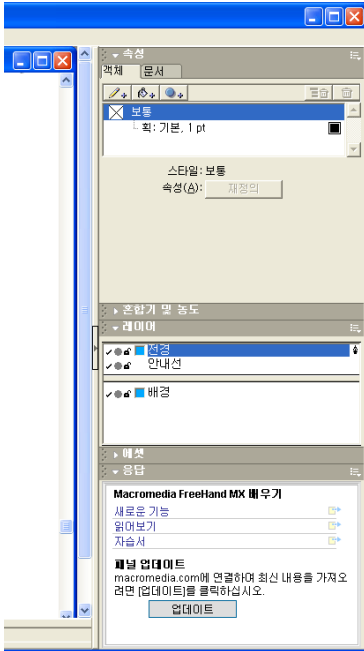 속성
객체 문서
보통
획: 기본, 1 pt
스타일: 보통
속성(A): 재정의
혼합기 및 농도
레이어
전경
안내선
배경
에셋
응답
Macromedia FreeHand MX 배우기
새로운 기능
읽어보기
자습서
패널 업데이트
macromedia.com에 연결하여 최신 내용을 가져오
려면 [업데이트]를 클릭하십시오.
업데이트